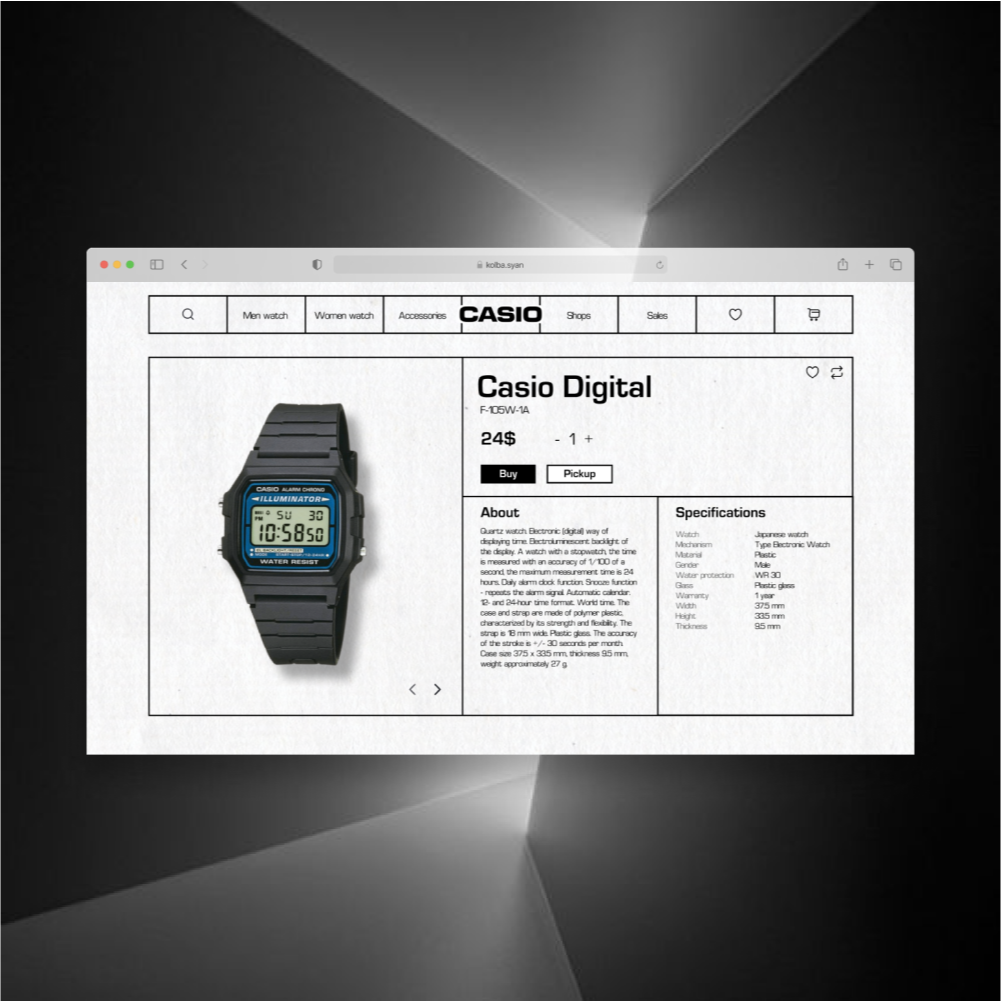 kolba.syan
Men watch
Women watch
Accessories
CASIO
Shops
Sales
Casio Digital
F-105W-1A
24$
- 1 +
Buy
Pickup
CASIO ALARM CHRONO
ILLUMINATOR
SU 30
PM
10:58 50
WATER RESIST
About
Quartz watch. Electronic (digital) way of
displaying time. Electroluminescent backlight of
the display. A watch with a stopwatch, the time
is measured with an accuracy of 1/100 of a
second, the maximum measurement time is 24
hours. Daily alarm clock function. Snooze function
- repeats the alarm signal. Automatic calendar.
12- and 24-hour time format. World time. The
case and strap are made of polymer plastic,
characterized by its strength and flexibility. The
strap is 18 mm wide. Plastic glass. The accuracy
of the stroke is +/- 30 seconds per month.
Case size 37.5 x 33.5 mm, thickness 9.5 mm,
weight approximately 27 g.
Specifications
Watch Japanese watch
Mechanism Type Electronic Watch
Material Plastic
Gender Male
Water protection WR 30
Glass Plastic glass
Warranty 1 year
Width 37.5 mm
Height 33.5 mm
Thickness 9.5 mm